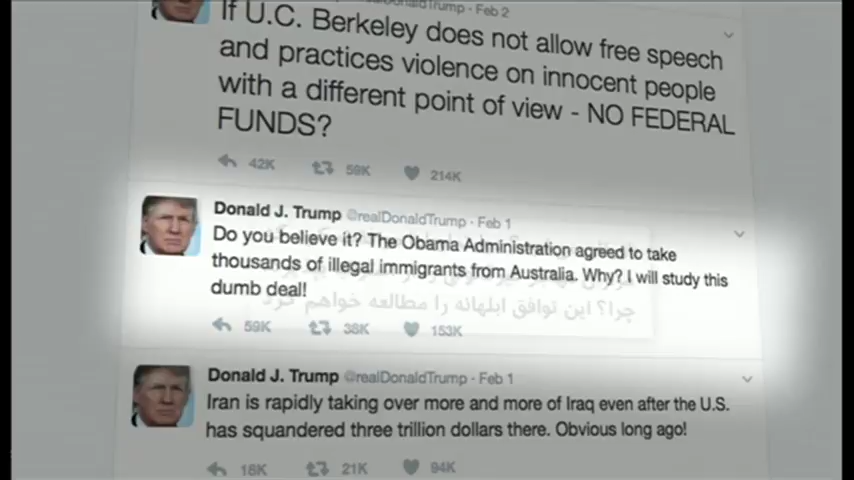 @realDonaldTrump · Feb 2
If U.C. Berkeley does not allow free speech
and practices violence on innocent people
with a different point of view - NO FEDERAL
FUNDS?
42K 59K 214K
Donald J. Trump @realDonaldTrump · Feb 1
Do you believe it? The Obama Administration agreed to take
thousands of illegal immigrants from Australia. Why? I will study this
dumb deal!
چرا؟ این توافق ابلهانه را مطالعه خواهم کرد
59K 38K 153K
Donald J. Trump @realDonaldTrump · Feb 1
Iran is rapidly taking over more and more of Iraq even after the U.S.
has squandered three trillion dollars there. Obvious long ago!
16K 21K 94K